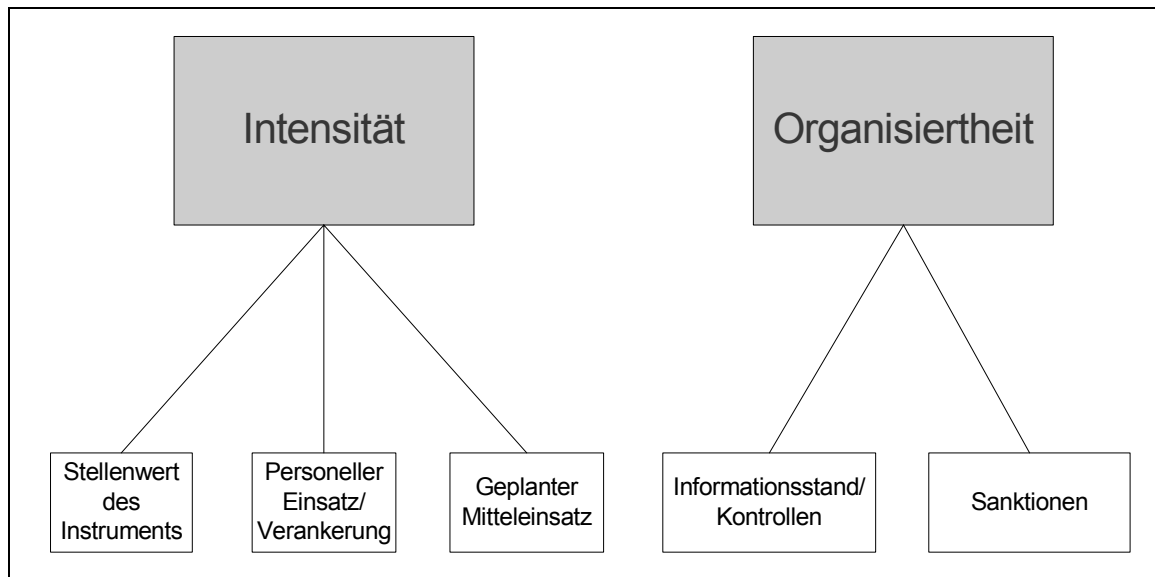 Intensität
Organisiertheit
Stellenwert
des
Instruments
Personeller
Einsatz/
Verankerung
Geplanter
Mitteleinsatz
Informationsstand/
Kontrollen
Sanktionen